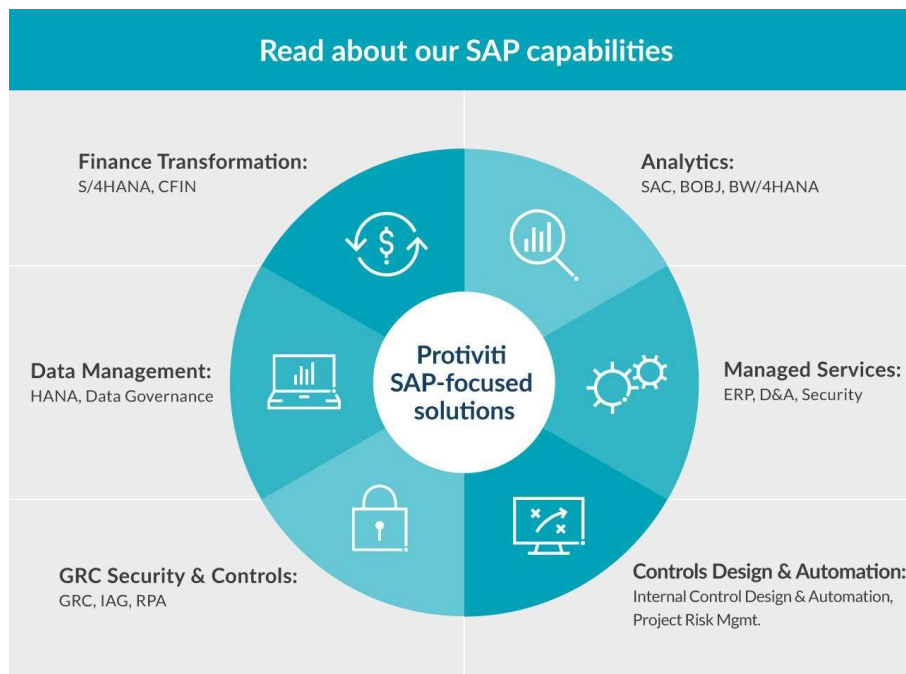 Read about our SAP capabilities
Finance Transformation:
S/4HANA, CFIN
Analytics:
SAC, BOBJ, BW/4HANA
$
Data Management:
HANA, Data Governance
Protiviti
SAP-focused
solutions
Managed Services:
ERP, D&A, Security
GRC Security & Controls:
GRC, IAG, RPA
Controls Design & Automation:
Internal Control Design & Automation,
Project Risk Mgmt.